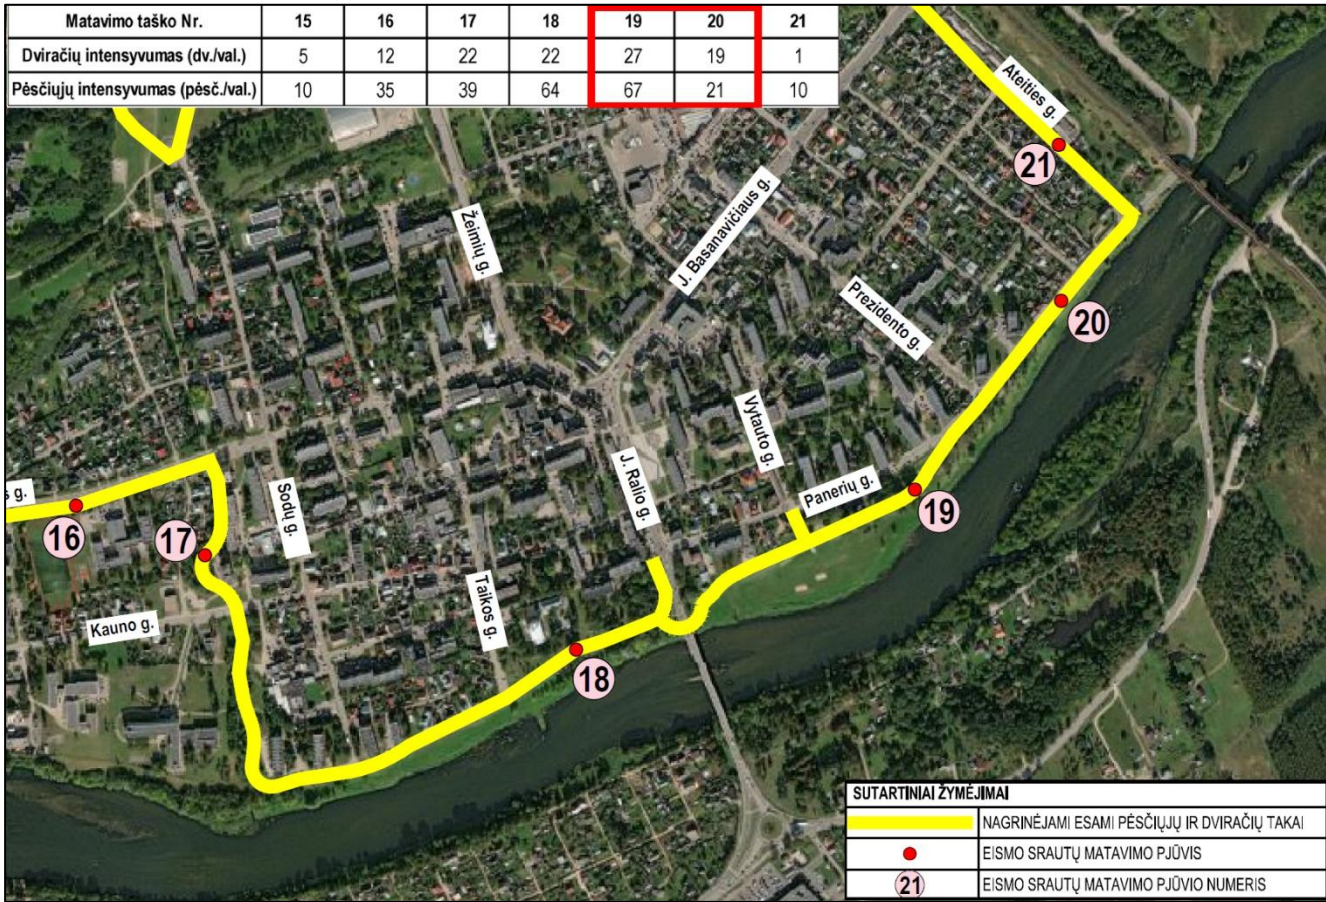 Matavimo taško Nr. 15 16 17 18 19 20 21
Dviračių intensyvumas (dv./val.) 5 12 22 22 27 19 1
Pėsčiųjų intensyvumas (pėsč./val.) 10 35 39 64 67 21 10
Ateities g.
21
Žeimių g.
J. Basanavičiaus g.
Prezidento g.
20
Vytauto g.
J. Ralio g.
Panerių g.
19
s g.
16
17
Sodų g.
Kauno g.
Taikos g.
18
SUTARTINIAI ŽYMĖJIMAI
NAGRINĖJAMI ESAMI PĖSČIŲJŲ IR DVIRAČIŲ TAKAI
EISMO SRAUTŲ MATAVIMO PJŪVIS
21 EISMO SRAUTŲ MATAVIMO PJŪVIO NUMERIS